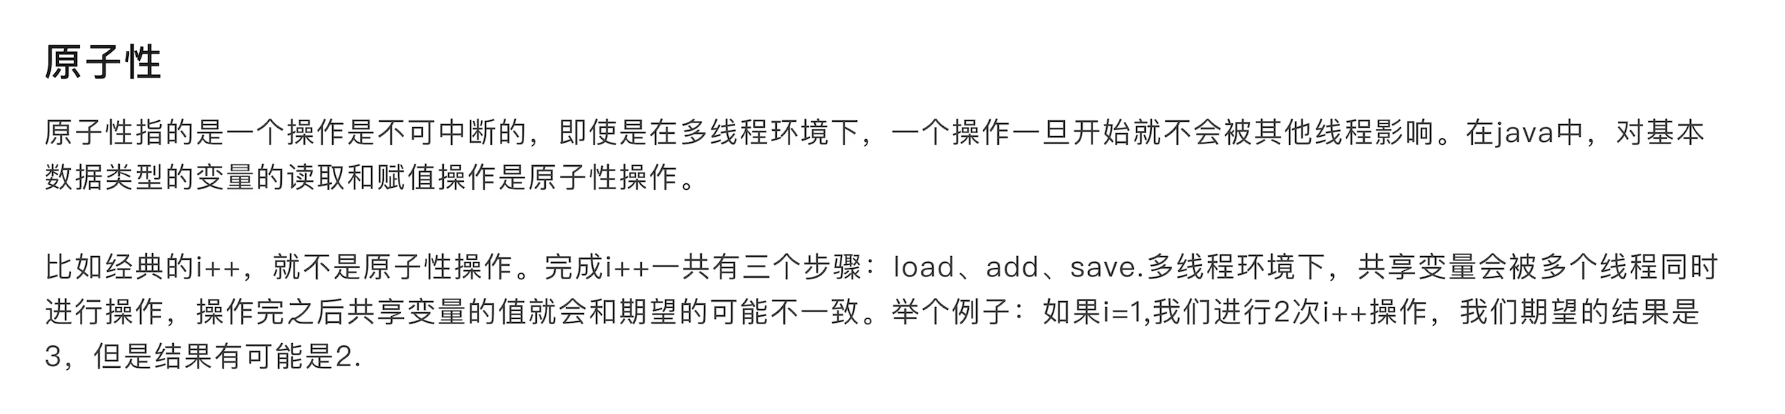 原子性
原子性指的是一个操作是不可中断的，即使是在多线程环境下，一个操作一旦开始就不会被其他线程影响。在java中，对基本
数据类型的变量的读取和赋值操作是原子性操作。
比如经典的i++，就不是原子性操作。完成i++一共有三个步骤：load、add、save.多线程环境下，共享变量会被多个线程同时
进行操作，操作完之后共享变量的值就会和期望的可能不一致。举个例子：如果i=1,我们进行2次i++操作，我们期望的结果是
3，但是结果有可能是2.